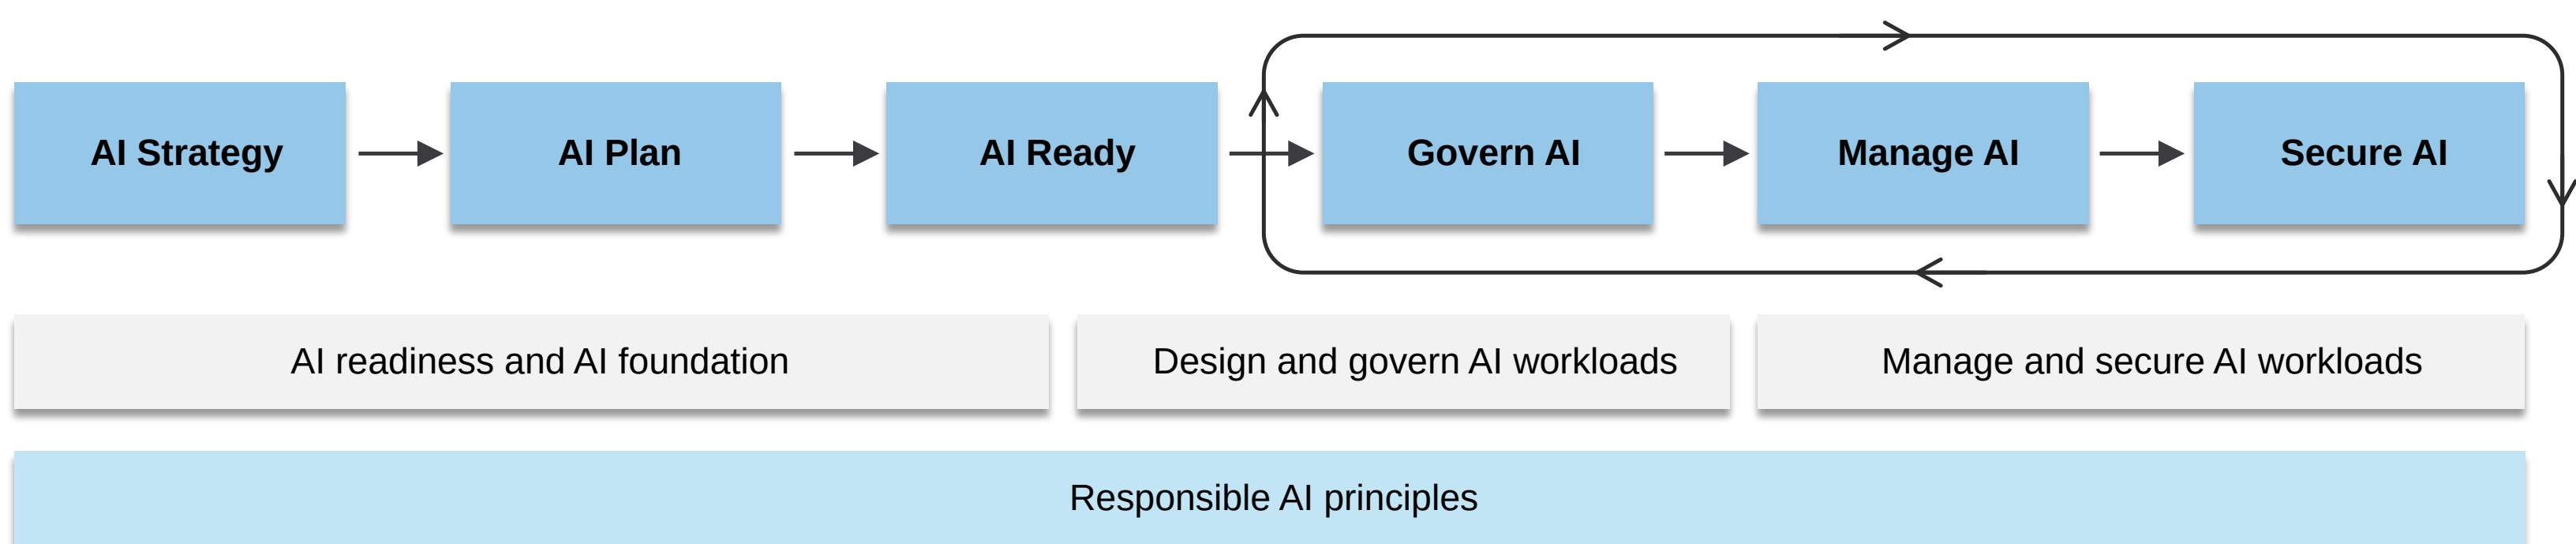 AI Strategy
AI Plan
AI Ready
Govern AI
Manage AI
Secure AI
AI readiness and AI foundation
Design and govern AI workloads
Manage and secure AI workloads
Responsible AI principles